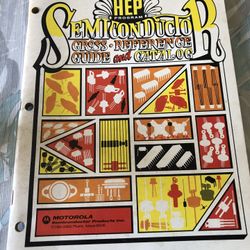 HEP
PROGRAM
SEMICONDUCTOR
CROSS-REFERENCE
GUIDE and CATALOG
MOTOROLA
Semiconductor Products Inc.